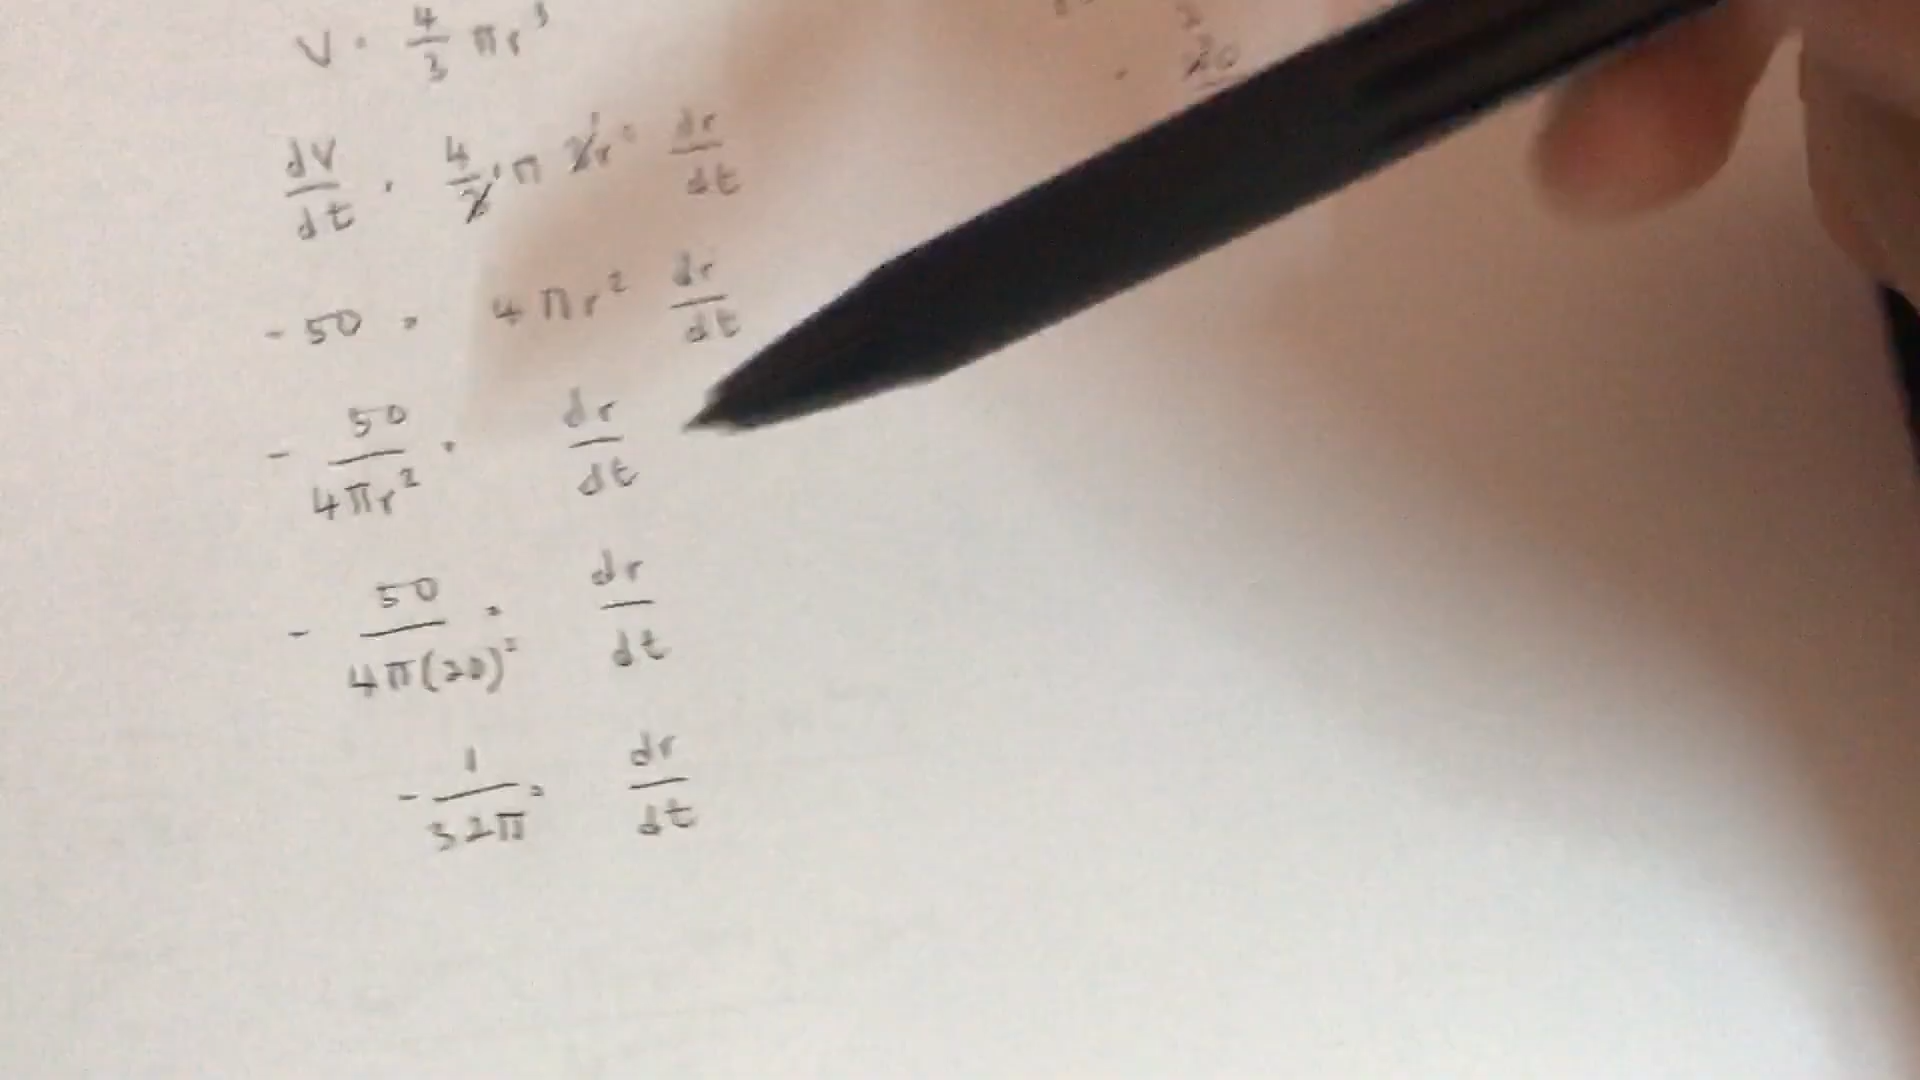 V = 4/3 πr³
dV/dt = 4/3 π 3r² dr/dt
-50 = 4πr² dr/dt
- 50/4πr² = dr/dt
- 50/4π(20)² = dr/dt
- 1/32π = dr/dt
20